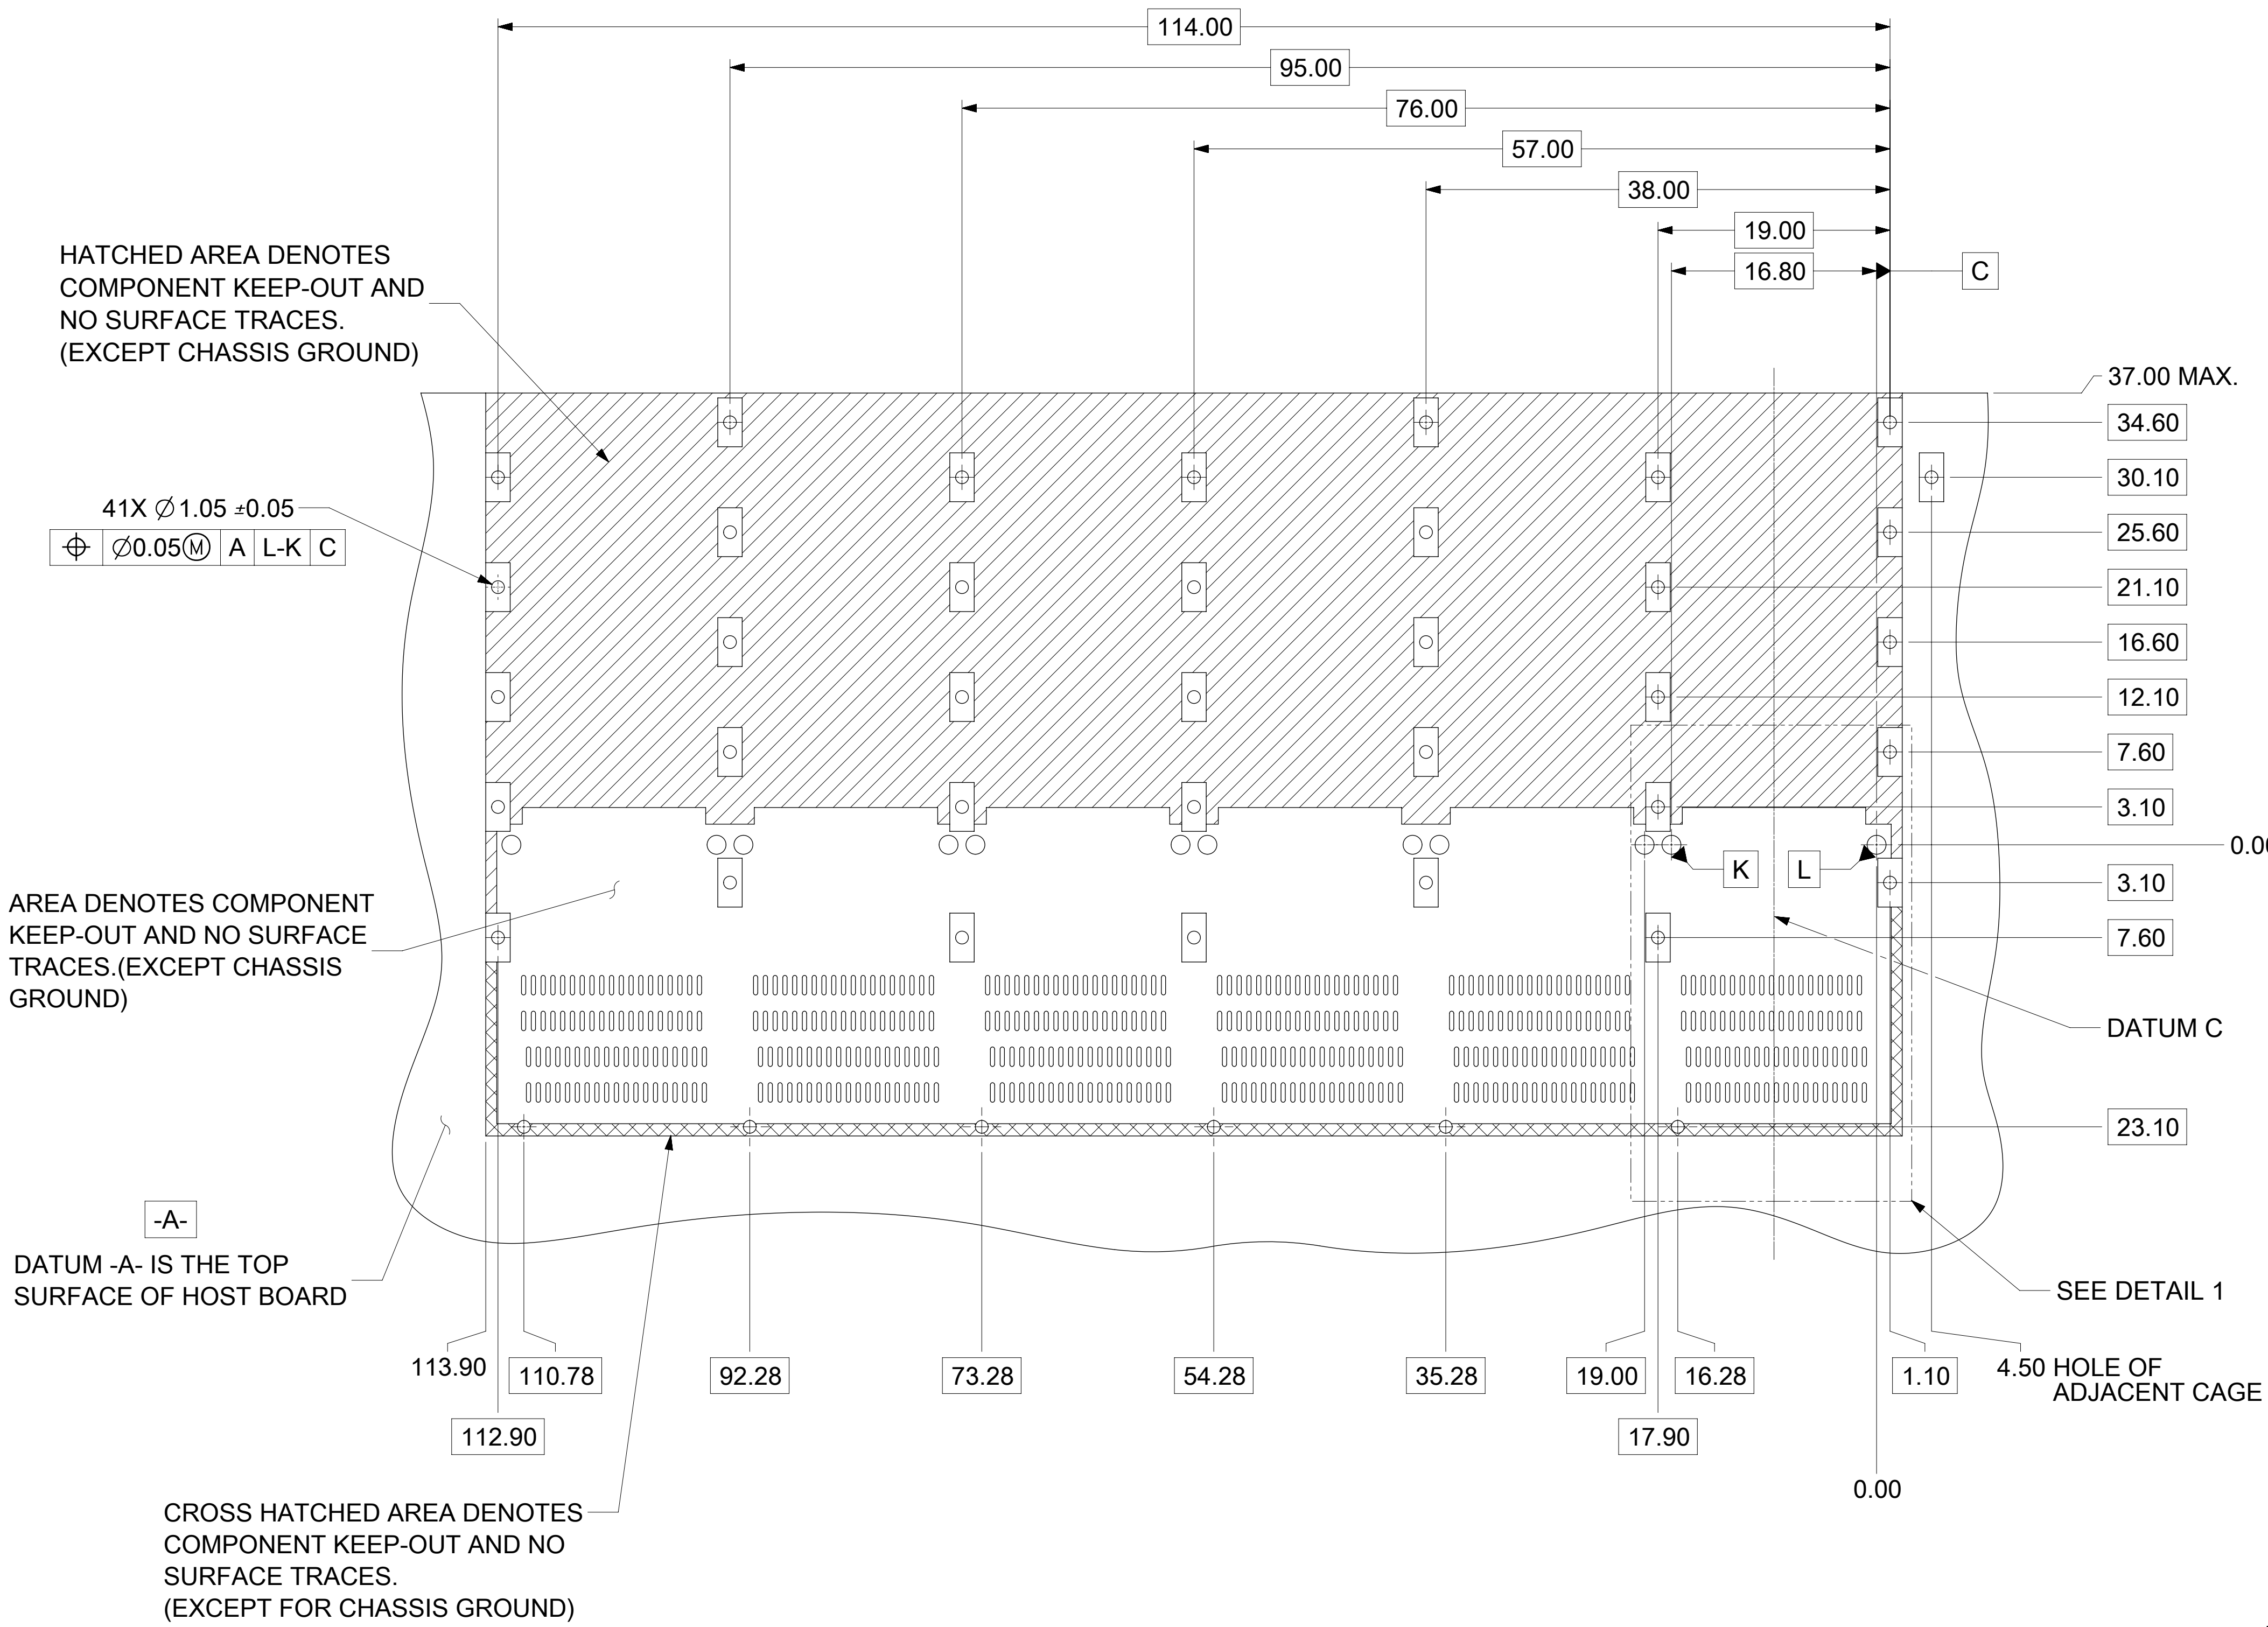 114.00
95.00
76.00
57.00
38.00
19.00
16.80
C
HATCHED AREA DENOTES
COMPONENT KEEP-OUT AND
NO SURFACE TRACES.
(EXCEPT CHASSIS GROUND)
37.00 MAX.
34.60
30.10
41X ∅1.05 ±0.05
⌖ ∅0.05Ⓜ A L-K C
25.60
21.10
16.60
12.10
7.60
3.10
K
L
3.10
7.60
AREA DENOTES COMPONENT
KEEP-OUT AND NO SURFACE
TRACES.(EXCEPT CHASSIS
GROUND)
DATUM C
23.10
-A-
DATUM -A- IS THE TOP
SURFACE OF HOST BOARD
SEE DETAIL 1
113.90
110.78
92.28
73.28
54.28
35.28
19.00
16.28
1.10
4.50 HOLE OF
ADJACENT CAGE
112.90
17.90
0.00
CROSS HATCHED AREA DENOTES
COMPONENT KEEP-OUT AND NO
SURFACE TRACES.
(EXCEPT FOR CHASSIS GROUND)